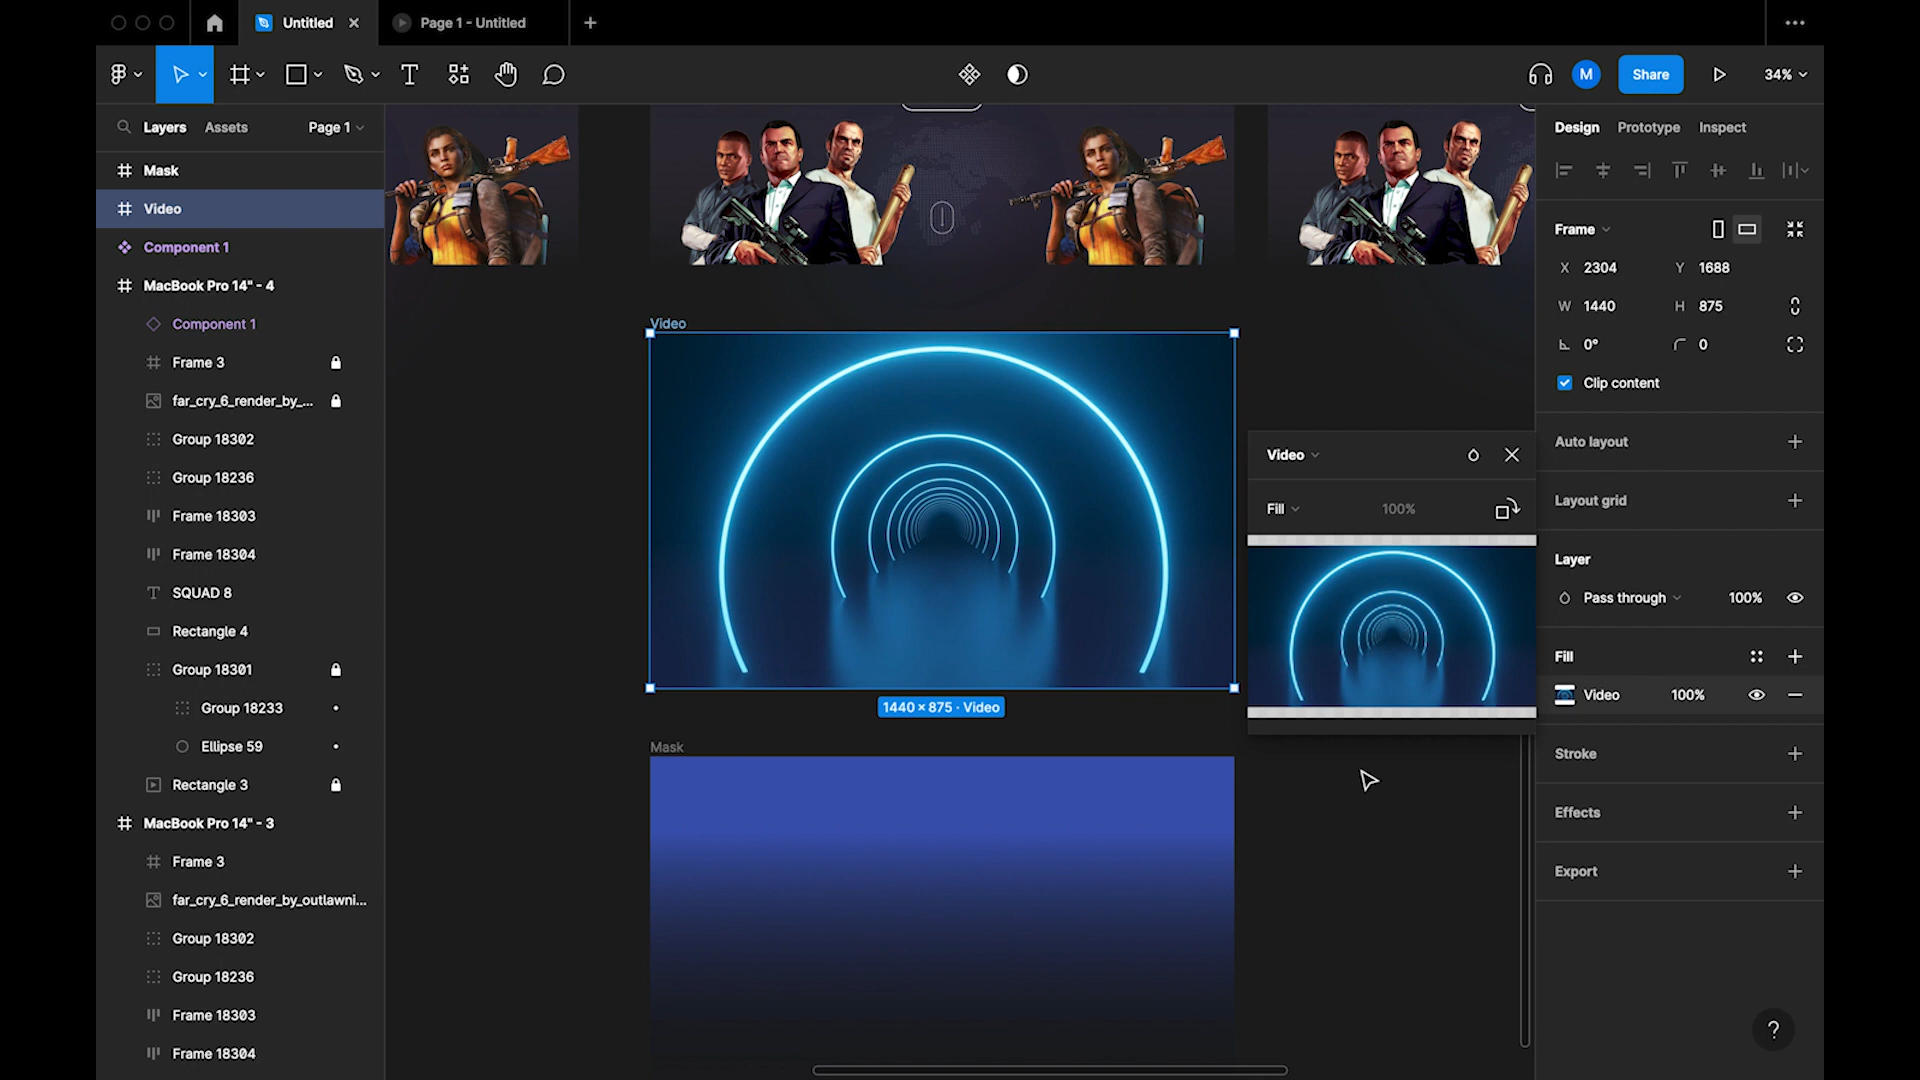 Untitled
Page 1 - Untitled
T
M
Share
34%
Layers
Assets
Page 1
Mask
Video
Component 1
MacBook Pro 14" - 4
Component 1
Frame 3
far_cry_6_render_by_...
Group 18302
Group 18236
Frame 18303
Frame 18304
SQUAD 8
Rectangle 4
Group 18301
Group 18233
Ellipse 59
Rectangle 3
MacBook Pro 14" - 3
Frame 3
far_cry_6_render_by_outlawni...
Group 18302
Group 18236
Frame 18303
Frame 18304
Video
1440 × 875 · Video
Mask
Video
Fill
100%
Design
Prototype
Inspect
Frame
X 2304
Y 1688
W 1440
H 875
0°
0
Clip content
Auto layout
Layout grid
Layer
Pass through
100%
Fill
Video
100%
Stroke
Effects
Export
?